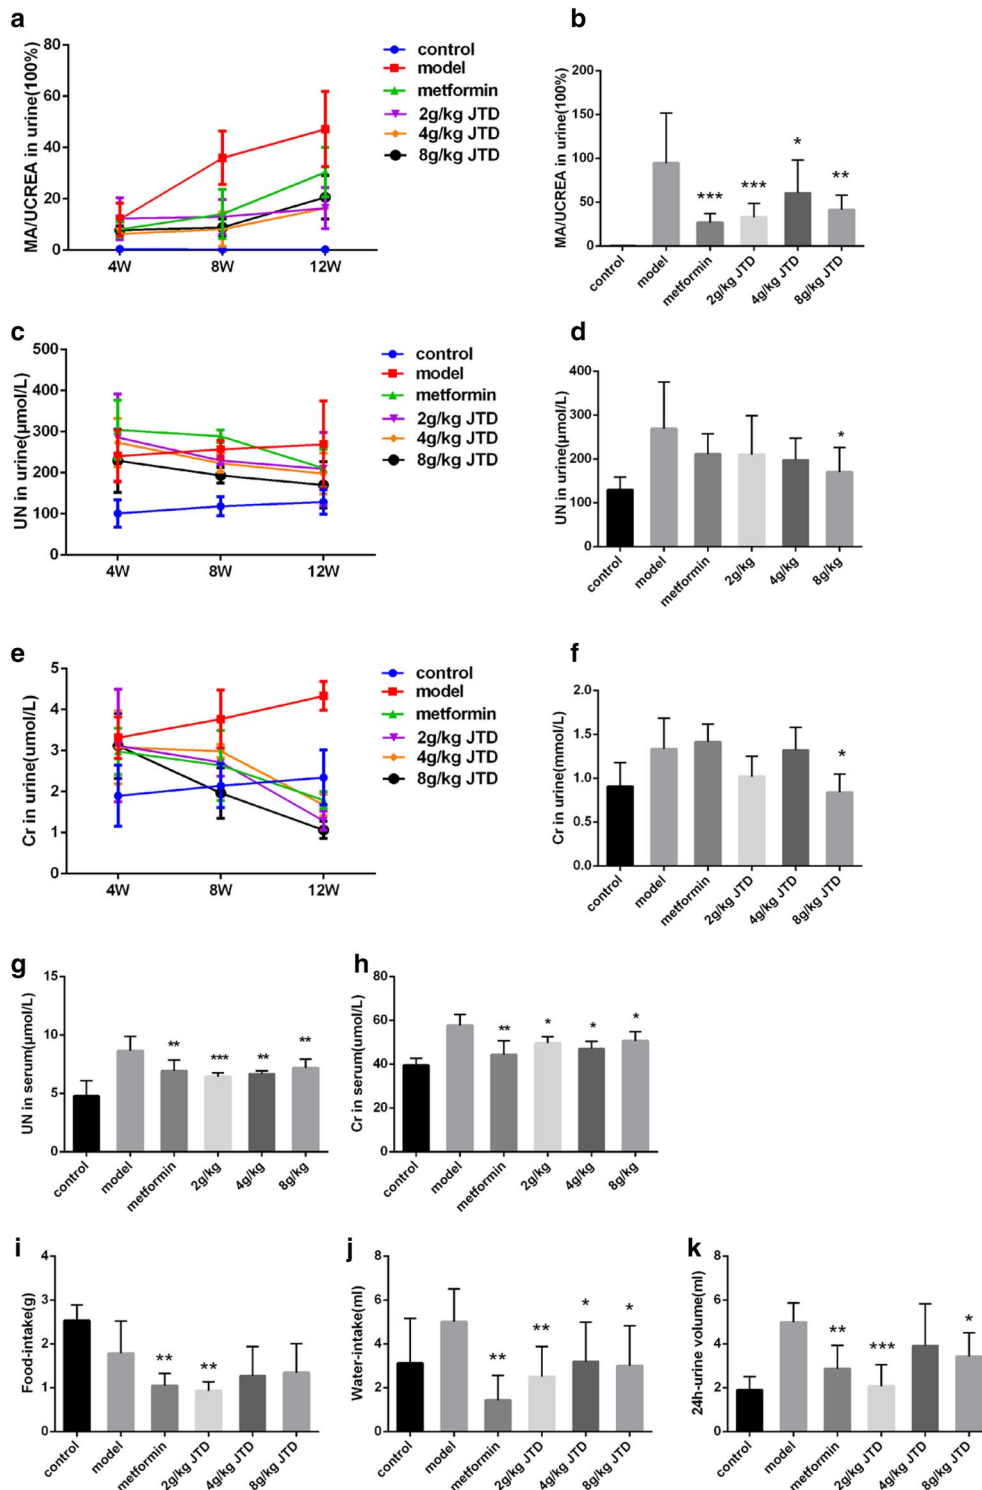 a
MA/UCREA in urine(100%)
80
60
40
20
0
4W 8W 12W
control
model
metformin
2g/kg JTD
4g/kg JTD
8g/kg JTD
b
MA/UCREA in urine(100%)
200
150
100
50
0
*** *** * **
control model metformin 2g/kg JTD 4g/kg JTD 8g/kg JTD
c
UN in urine(μmol/L)
500
400
300
200
100
0
4W 8W 12W
control
model
metformin
2g/kg JTD
4g/kg JTD
8g/kg JTD
d
UN in urine(μmol/L)
400
300
200
100
0
*
control model metformin 2g/kg 4g/kg 8g/kg
e
Cr in urine(umol/L)
5
4
3
2
1
0
4W 8W 12W
control
model
metformin
2g/kg JTD
4g/kg JTD
8g/kg JTD
f
Cr in urine(mmol/L)
2.0
1.5
1.0
0.5
0.0
*
control model metformin 2g/kg JTD 4g/kg JTD 8g/kg JTD
g
UN in serum(μmol/L)
15
10
5
0
** *** ** **
control model metformin 2g/kg 4g/kg 8g/kg
h
Cr in serum(umol/L)
80
60
40
20
0
** * * *
control model metformin 2g/kg 4g/kg 8g/kg
i
Food-intake(g)
4
3
2
1
0
** **
control model metformin 2g/kg JTD 4g/kg JTD 8g/kg JTD
j
Water-intake(ml)
8
6
4
2
0
** ** * *
control model metformin 2g/kg JTD 4g/kg JTD 8g/kg JTD
k
24h-urine volume(ml)
8
6
4
2
0
** *** *
control model metformin 2g/kg JTD 4g/kg JTD 8g/kg JTD